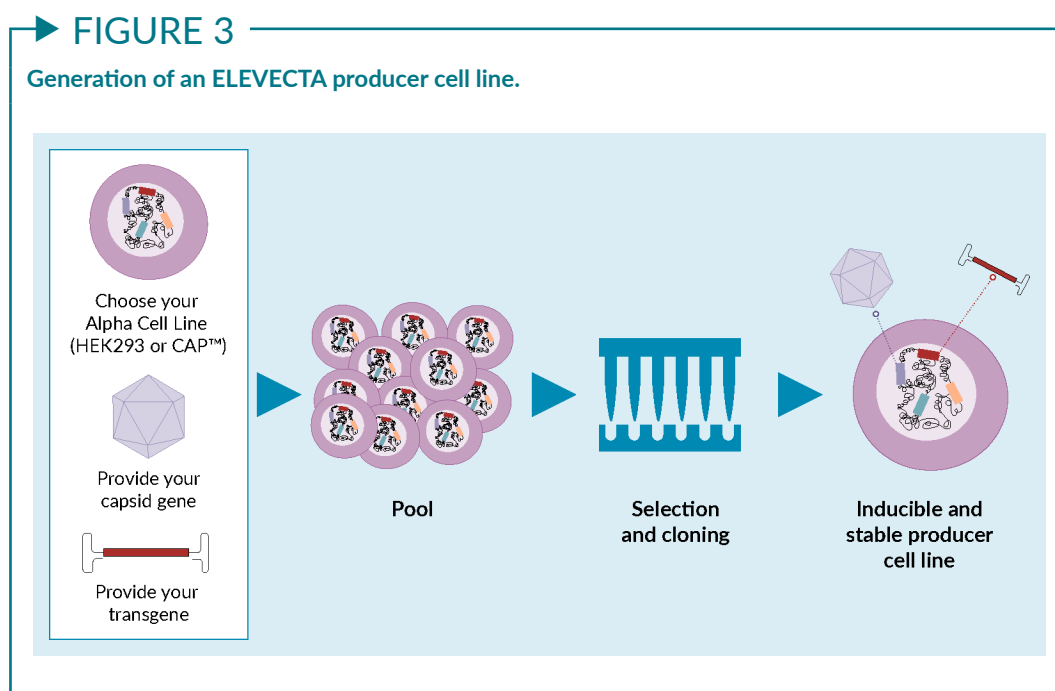 FIGURE 3
Generation of an ELEVECTA producer cell line.
Choose your
Alpha Cell Line
(HEK293 or CAP™)
Provide your
capsid gene
Provide your
transgene
Pool
Selection
and cloning
Inducible and
stable producer
cell line